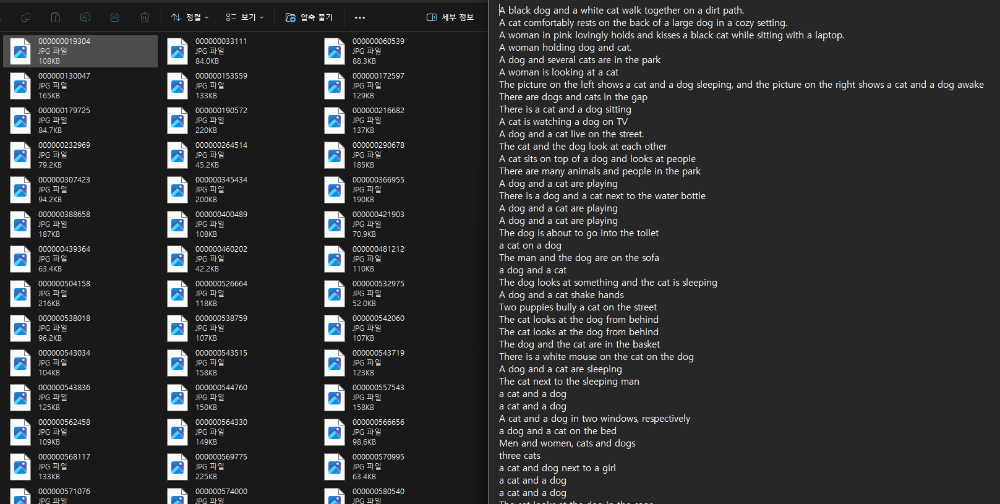 정렬
보기
압축 풀기
세부 정보
000000019304
JPG 파일
108KB
000000033111
JPG 파일
84.0KB
000000060539
JPG 파일
88.3KB
000000130047
JPG 파일
165KB
000000153559
JPG 파일
133KB
000000172597
JPG 파일
129KB
000000179725
JPG 파일
84.7KB
000000190572
JPG 파일
220KB
000000216682
JPG 파일
137KB
000000232969
JPG 파일
79.2KB
000000264514
JPG 파일
45.2KB
000000290678
JPG 파일
185KB
000000307423
JPG 파일
94.2KB
000000345434
JPG 파일
200KB
000000366955
JPG 파일
190KB
000000388658
JPG 파일
187KB
000000400489
JPG 파일
108KB
000000421903
JPG 파일
70.9KB
000000439364
JPG 파일
63.4KB
000000460202
JPG 파일
42.2KB
000000481212
JPG 파일
110KB
000000504158
JPG 파일
216KB
000000526664
JPG 파일
118KB
000000532975
JPG 파일
52.0KB
000000538018
JPG 파일
96.2KB
000000538759
JPG 파일
107KB
000000542060
JPG 파일
107KB
000000543034
JPG 파일
104KB
000000543515
JPG 파일
158KB
000000543719
JPG 파일
123KB
000000543836
JPG 파일
125KB
000000544760
JPG 파일
150KB
000000557543
JPG 파일
158KB
000000562458
JPG 파일
109KB
000000564330
JPG 파일
149KB
000000566656
JPG 파일
98.6KB
000000568117
JPG 파일
133KB
000000569775
JPG 파일
225KB
000000570995
JPG 파일
63.4KB
000000571076
JPG 파일
000000574000
JPG 파일
000000580540
JPG 파일
A black dog and a white cat walk together on a dirt path.
A cat comfortably rests on the back of a large dog in a cozy setting.
A woman in pink lovingly holds and kisses a black cat while sitting with a laptop.
A woman holding dog and cat.
A dog and several cats are in the park
A woman is looking at a cat
The picture on the left shows a cat and a dog sleeping, and the picture on the right shows a cat and a dog awake
There are dogs and cats in the gap
There is a cat and a dog sitting
A cat is watching a dog on TV
A dog and a cat live on the street.
The cat and the dog look at each other
A cat sits on top of a dog and looks at people
There are many animals and people in the park
A dog and a cat are playing
There is a dog and a cat next to the water bottle
A dog and a cat are playing
A dog and a cat are playing
The dog is about to go into the toilet
a cat on a dog
The man and the dog are on the sofa
a dog and a cat
The dog looks at something and the cat is sleeping
A dog and a cat shake hands
Two puppies bully a cat on the street
The cat looks at the dog from behind
The cat looks at the dog from behind
The dog and the cat are in the basket
There is a white mouse on the cat on the dog
A dog and a cat are sleeping
The cat next to the sleeping man
a cat and a dog
a cat and a dog
A cat and a dog in two windows, respectively
a dog and a cat on the bed
Men and women, cats and dogs
three cats
a cat and dog next to a girl
a cat and a dog
a cat and a dog
The cat looks at the dog in the